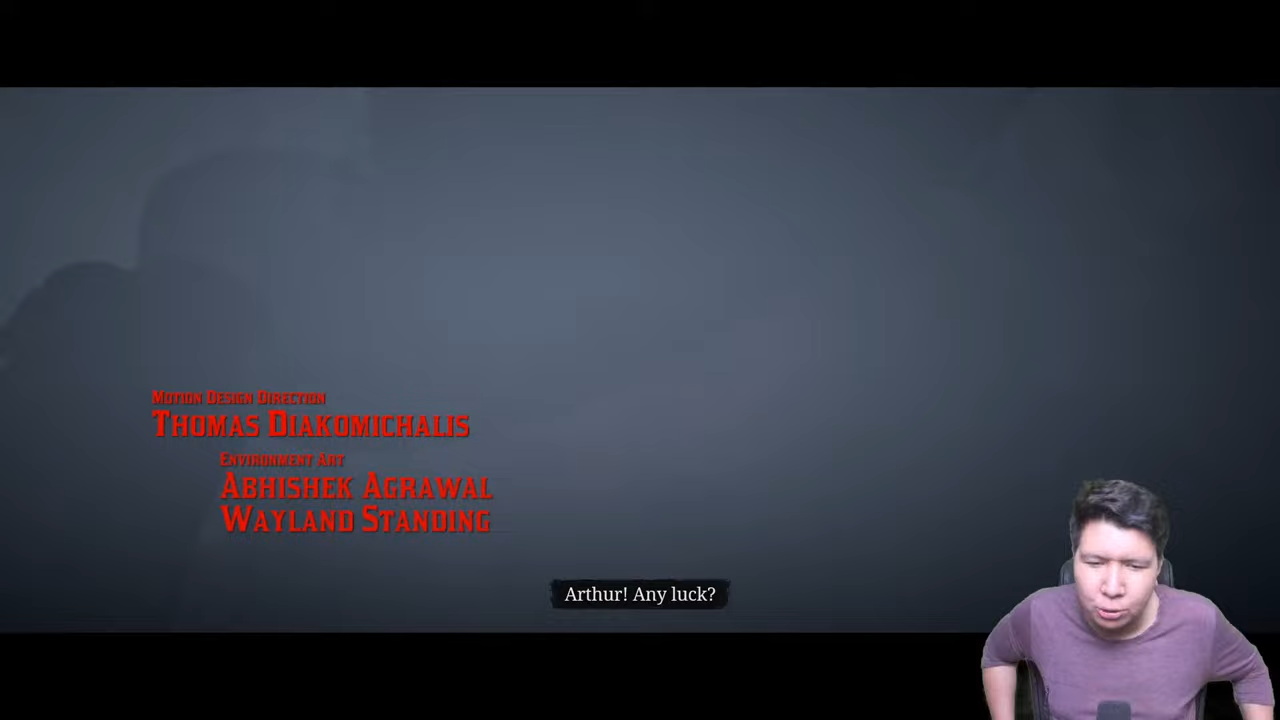 Motion Design Direction
Thomas Diakomichalis
Environment Art
Abhishek Agrawal
Wayland Standing
Arthur! Any luck?